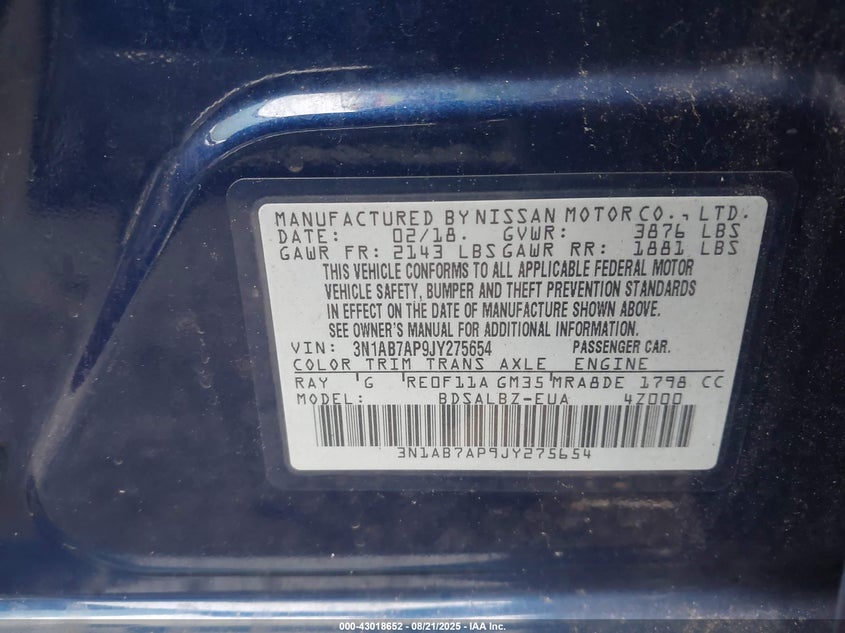 MANUFACTURED BY NISSAN MOTOR CO., LTD.
DATE: 02/18. GVWR: 3876 LBS
GAWR FR: 2143 LBS GAWR RR: 1881 LBS
THIS VEHICLE CONFORMS TO ALL APPLICABLE FEDERAL MOTOR
VEHICLE SAFETY, BUMPER AND THEFT PREVENTION STANDARDS
IN EFFECT ON THE DATE OF MANUFACTURE SHOWN ABOVE.
SEE OWNER'S MANUAL FOR ADDITIONAL INFORMATION.
VIN: 3N1AB7AP9JY275654 PASSENGER CAR.
COLOR TRIM TRANS AXLE ENGINE
RAY G RE0F11A GM35 MRA8DE 1798 CC
MODEL: BDSALBZ-EUA 4Z000
3N1AB7AP9JY275654
000-43018652 - 08/21/2025 - IAA Inc.